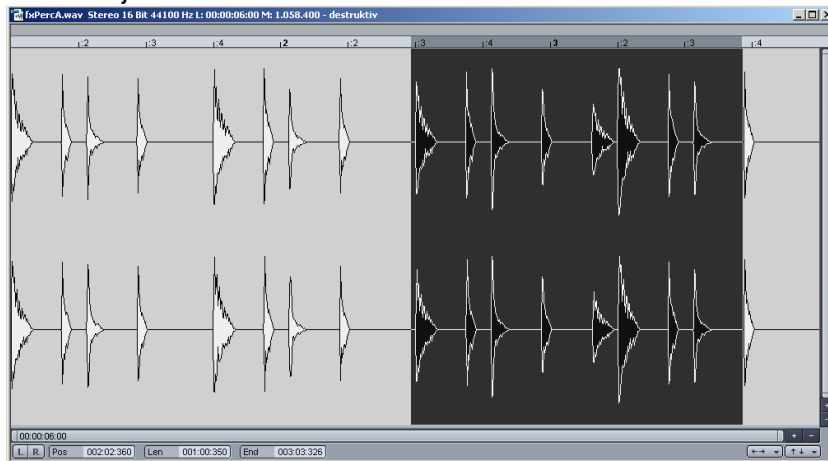 fxPercA.wav Stereo 16 Bit 44100 Hz L: 00:00:06:00 M: 1.058.400 - destruktiv
:2 :3 :4 2 :2 :3 :4 3 :2 :3 :4
00:00:06:00
L R Pos 002:02:360 Len 001:00:350 End 003:03:326